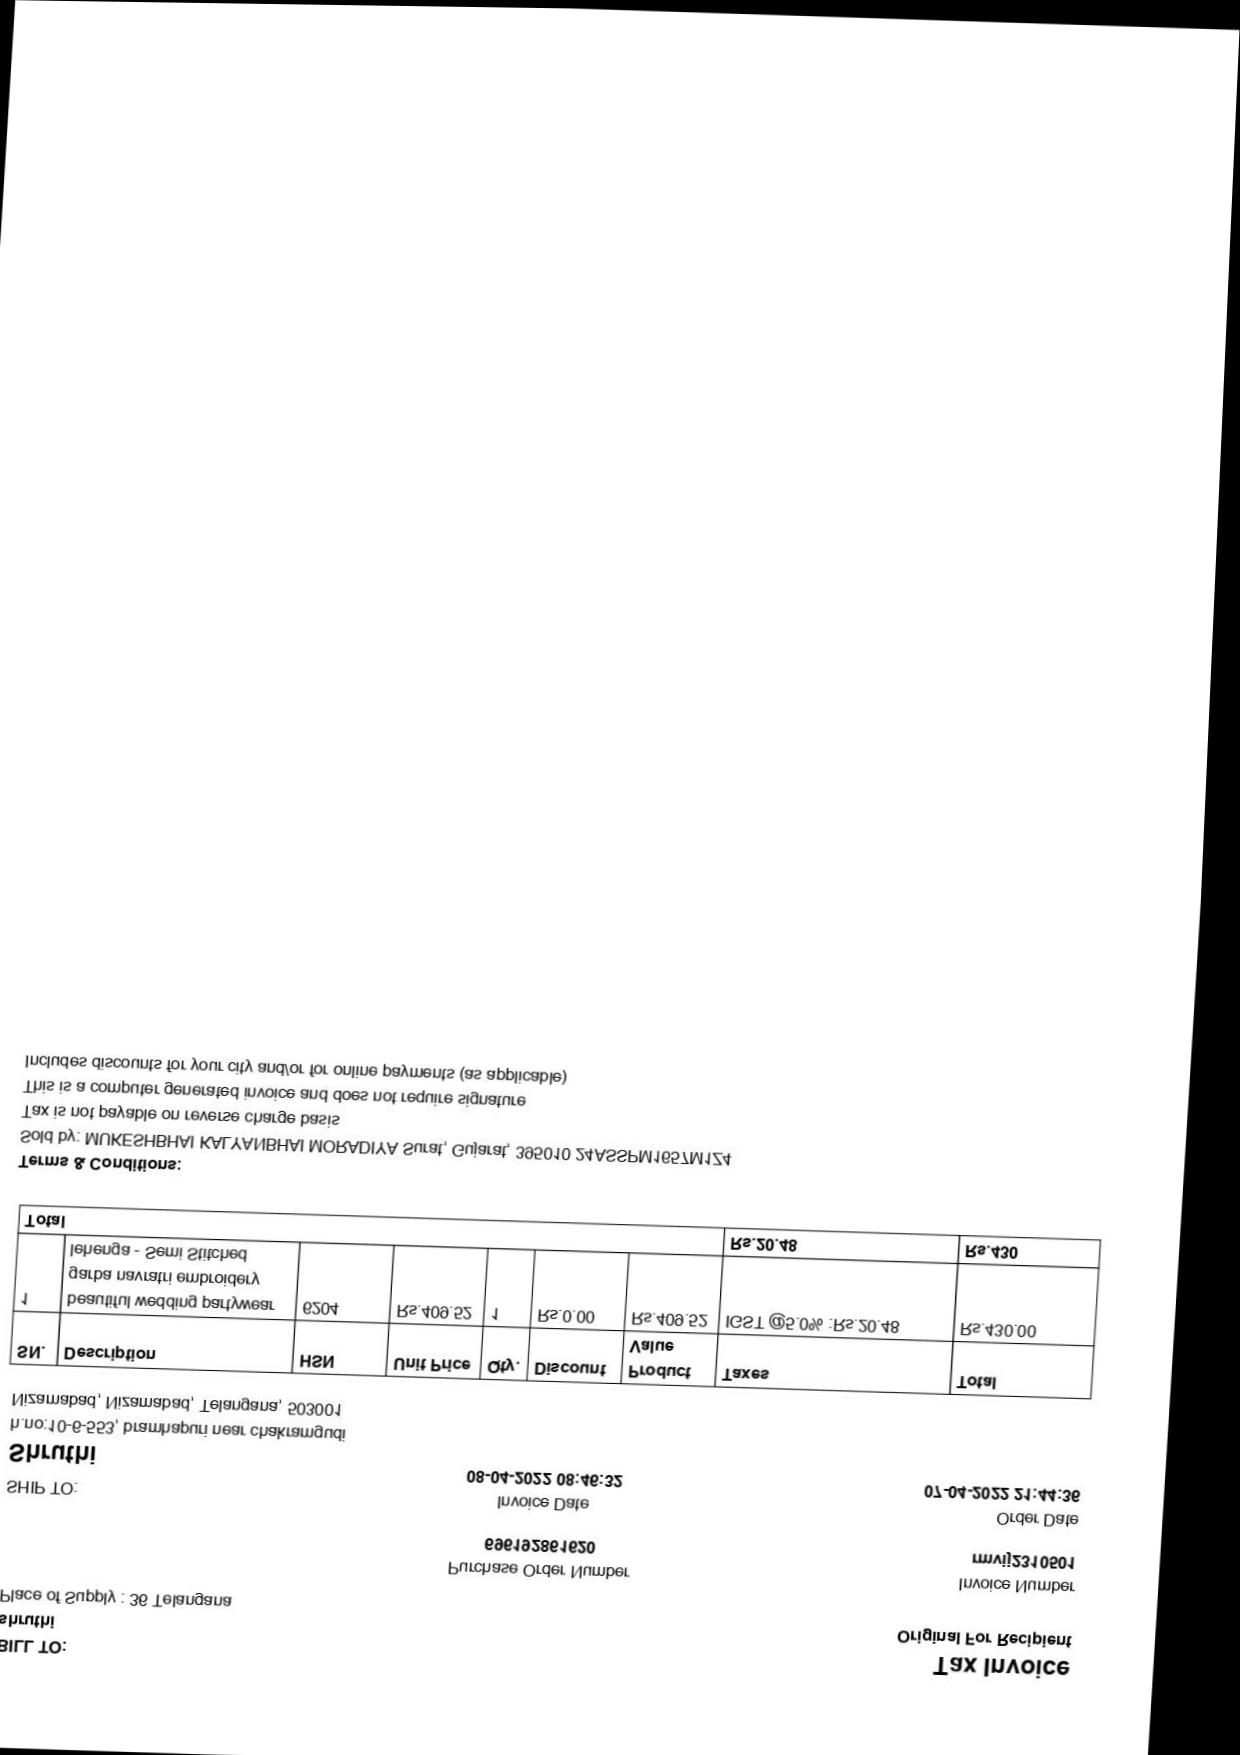 Tax Invoice
Original For Recipient
BILL TO:
shruthi
Place of Supply : 36 Telangana
Purchase Order Number
696192861620
Invoice Number
rmvij2310501
Invoice Date
08-04-2022 08:46:32
Order Date
07-04-2022 21:44:36
SHIP TO:
Shruthi
h.no:10-6-553, bramhapuri near chakramgudi
Nizamabad, Nizamabad, Telangana, 503001
SN. Description HSN Unit Price Qty. Discount Product Value Taxes Total
1 beautiful wedding partywear 6204 Rs.409.52 1 Rs.0.00 Rs.409.52 IGST @5.0% :Rs.20.48 Rs.430.00
garba navratri embroidery
lehenga - Semi Stitched
Total Rs.20.48 Rs.430
Terms & Conditions:
Sold by: MUKESHBHAI KALYANBHAI MORADIYA Surat, Gujarat, 395010 24ASSPM1657M1Z4
Tax is not payable on reverse charge basis
This is a computer generated invoice and does not require signature
Includes discounts for your city and/or for online payments (as applicable)